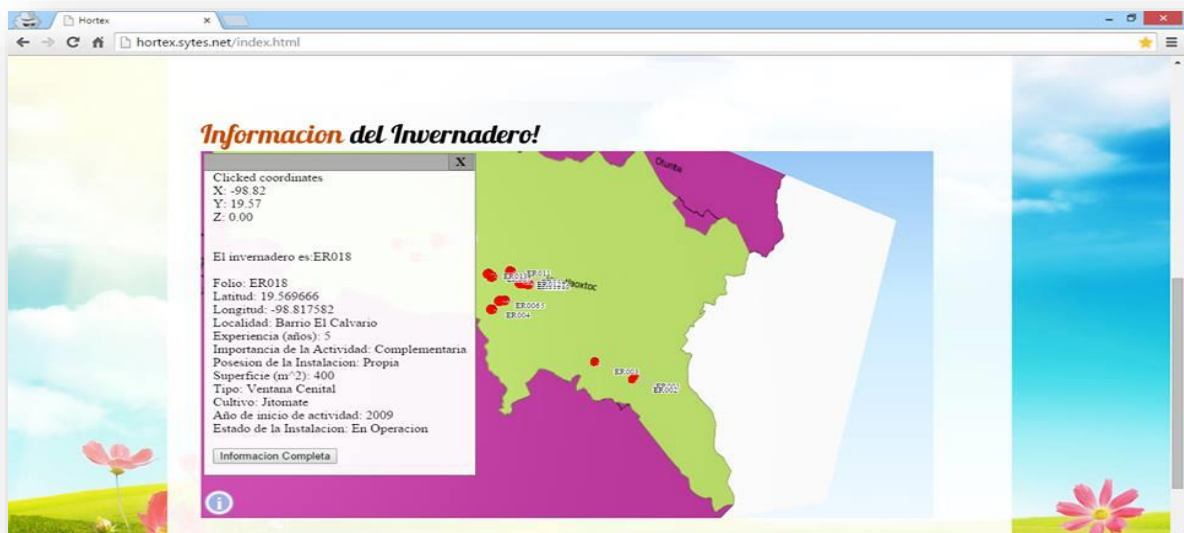 Hortex
hortex.sytes.net/index.html
Informacion del Invernadero!
X
Clicked coordinates
X: -98.82
Y: 19.57
Z: 0.00
El invernadero es:ER018
Folio: ER018
Latitud: 19.569666
Longitud: -98.817582
Localidad: Barrio El Calvario
Experiencia (años): 5
Importancia de la Actividad: Complementaria
Posesion de la Instalacion: Propia
Superficie (m^2): 400
Tipo: Ventana Cenital
Cultivo: Jitomate
Año de inicio de actividad: 2009
Estado de la Instalacion: En Operacion
Informacion Completa
Otumba
ER011
ER004
ER003
ER002